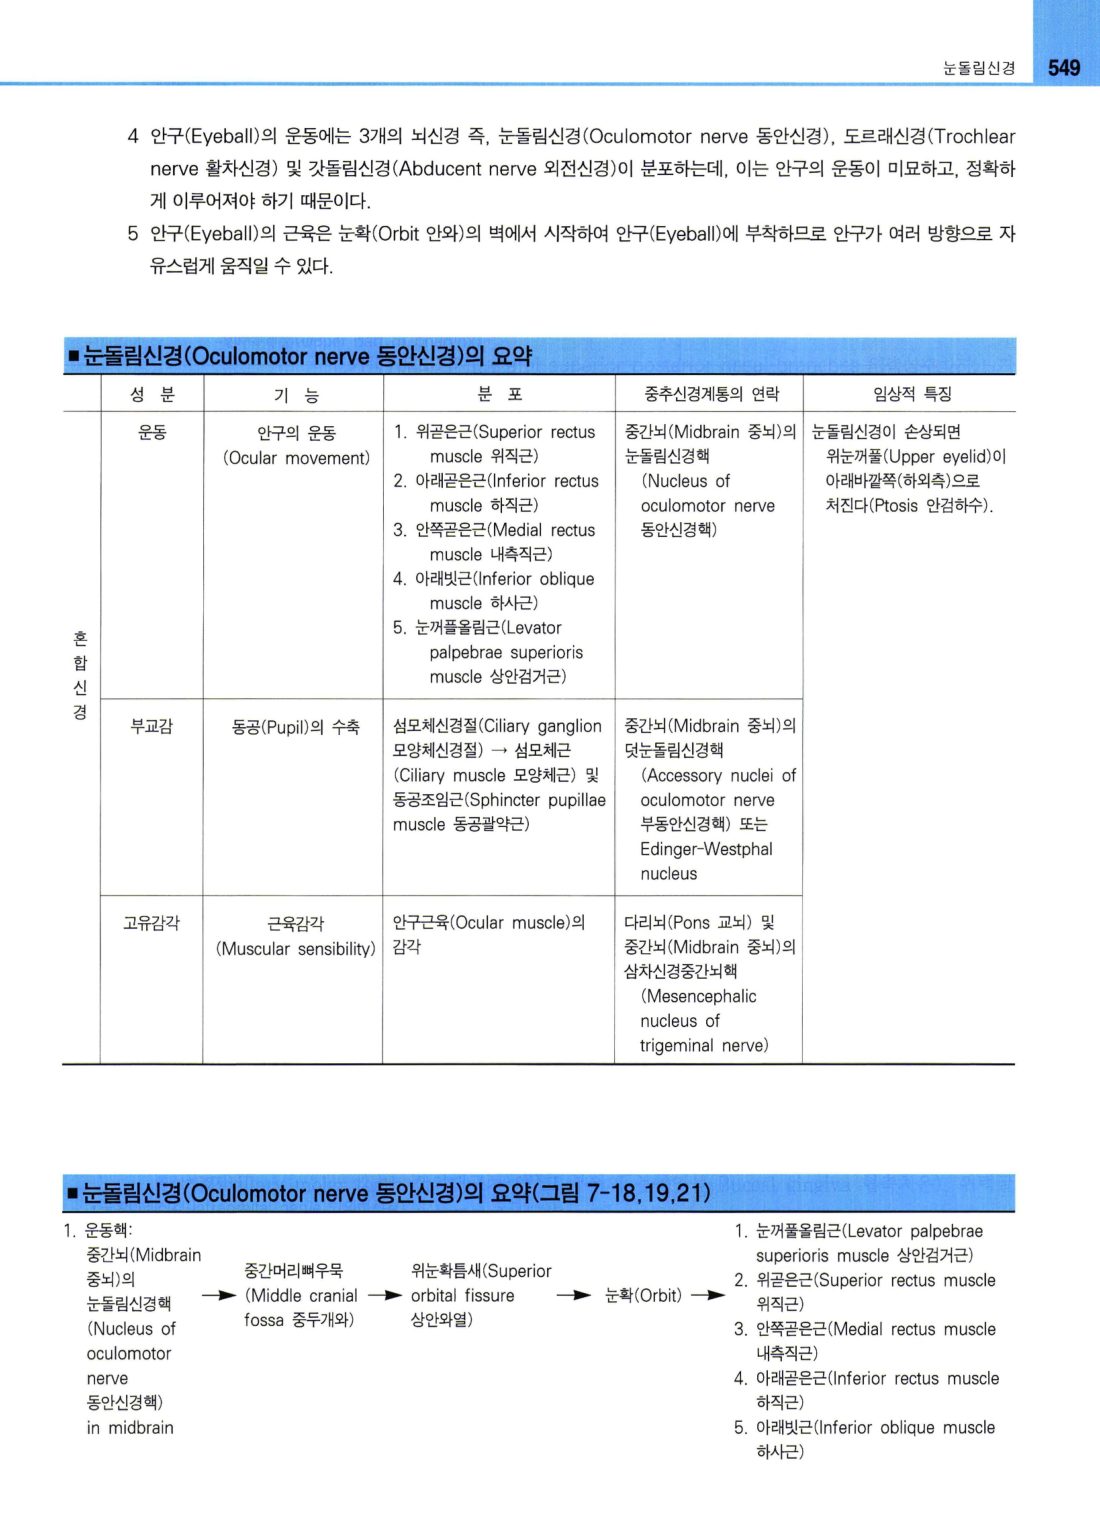 눈돌림신경 549
4 안구(Eyeball)의 운동에는 3개의 뇌신경 즉, 눈돌림신경(Oculomotor nerve 동안신경), 도르래신경(Trochlear
nerve 활차신경) 및 갓돌림신경(Abducent nerve 외전신경)이 분포하는데, 이는 안구의 운동이 미묘하고, 정확하
게 이루어져야 하기 때문이다.
5 안구(Eyeball)의 근육은 눈확(Orbit 안와)의 벽에서 시작하여 안구(Eyeball)에 부착하므로 안구가 여러 방향으로 자
유스럽게 움직일 수 있다.
■ 눈돌림신경(Oculomotor nerve 동안신경)의 요약
성 분
기 능
분 포
중추신경계통의 연락
임상적 특징
혼
합
신
경
운동
안구의 운동
(Ocular movement)
1. 위곧은근(Superior rectus
muscle 위직근)
2. 아래곧은근(Inferior rectus
muscle 하직근)
3. 안쪽곧은근(Medial rectus
muscle 내측직근)
4. 아래빗근(Inferior oblique
muscle 하사근)
5. 눈꺼플올림근(Levator
palpebrae superioris
muscle 상안검거근)
중간뇌(Midbrain 중뇌)의
눈돌림신경핵
(Nucleus of
oculomotor nerve
동안신경핵)
눈돌림신경이 손상되면
위눈꺼풀(Upper eyelid)이
아래바깥쪽(하외측)으로
처진다(Ptosis 안검하수).
부교감
동공(Pupil)의 수축
섬모체신경절(Ciliary ganglion
모양체신경절) → 섬모체근
(Ciliary muscle 모양체근) 및
동공조임근(Sphincter pupillae
muscle 동공괄약근)
중간뇌(Midbrain 중뇌)의
덧눈돌림신경핵
(Accessory nuclei of
oculomotor nerve
부동안신경핵) 또는
Edinger-Westphal
nucleus
고유감각
근육감각
(Muscular sensibility)
안구근육(Ocular muscle)의
감각
다리뇌(Pons 교뇌) 및
중간뇌(Midbrain 중뇌)의
삼차신경중간뇌핵
(Mesencephalic
nucleus of
trigeminal nerve)
■ 눈돌림신경(Oculomotor nerve 동안신경)의 요약(그림 7-18,19,21)
1. 운동핵:
중간뇌(Midbrain
중뇌)의
눈돌림신경핵
(Nucleus of
oculomotor
nerve
동안신경핵)
in midbrain
→
중간머리뼈우묵
(Middle cranial
fossa 중두개와)
→
위눈확틈새(Superior
orbital fissure
상안와열)
→
눈확(Orbit)
→
1. 눈꺼풀올림근(Levator palpebrae
superioris muscle 상안검거근)
2. 위곧은근(Superior rectus muscle
위직근)
3. 안쪽곧은근(Medial rectus muscle
내측직근)
4. 아래곧은근(Inferior rectus muscle
하직근)
5. 아래빗근(Inferior oblique muscle
하사근)